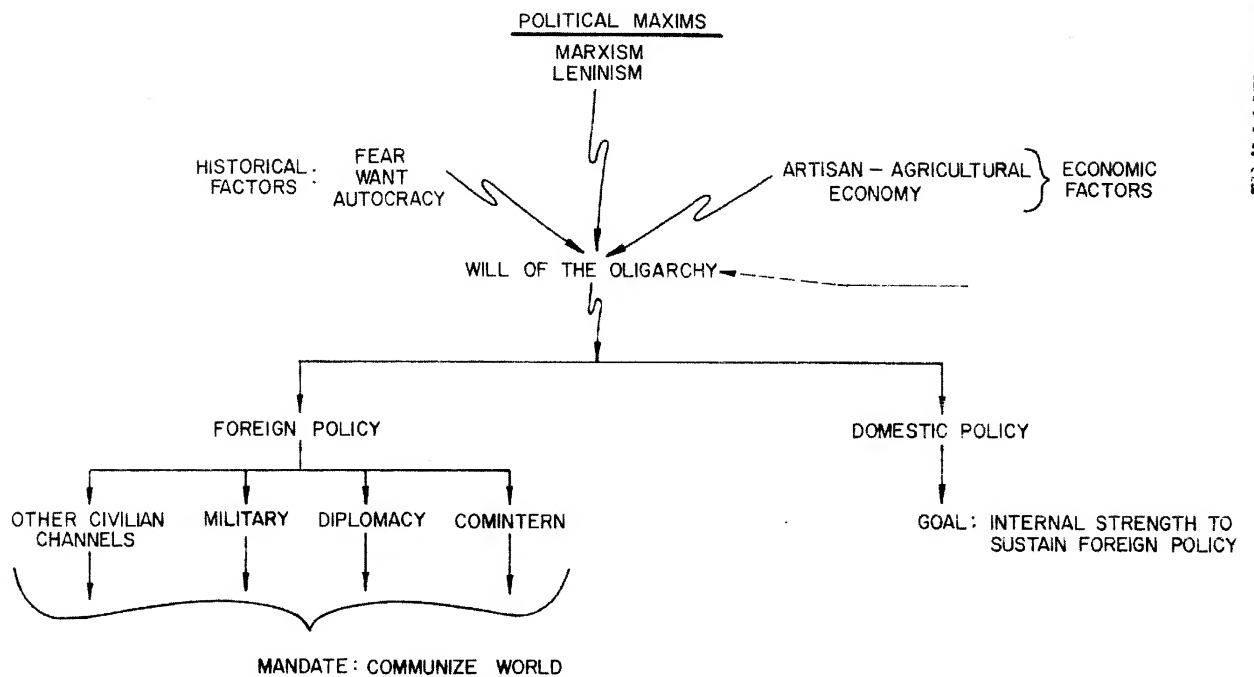 POLITICAL MAXIMS
MARXISM
LENINISM
HISTORICAL FACTORS:
FEAR
WANT
AUTOCRACY
ARTISAN – AGRICULTURAL
ECONOMY
ECONOMIC
FACTORS
WILL OF THE OLIGARCHY
FOREIGN POLICY
DOMESTIC POLICY
OTHER CIVILIAN
CHANNELS
MILITARY
DIPLOMACY
COMINTERN
GOAL: INTERNAL STRENGTH TO
SUSTAIN FOREIGN POLICY
MANDATE: COMMUNIZE WORLD